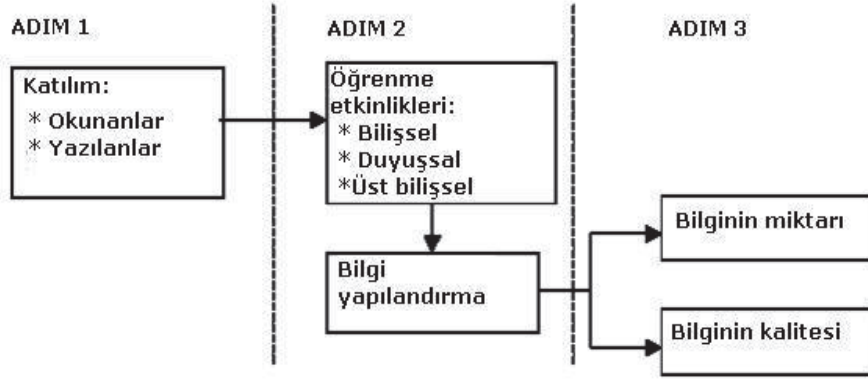 ADIM 1
Katılım:
* Okunanlar
* Yazılanlar
ADIM 2
Öğrenme
etkinlikleri:
* Bilişsel
* Duyuşsal
*Üst bilişsel
Bilgi
yapılandırma
ADIM 3
Bilginin miktarı
Bilginin kalitesi